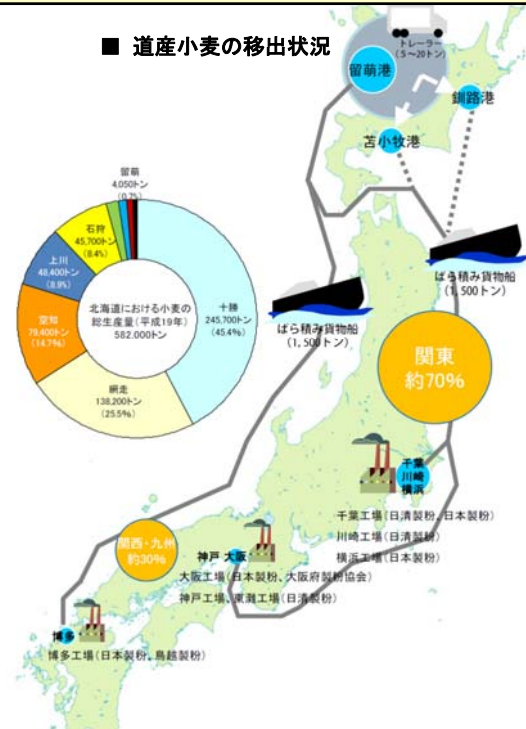 ■ 道産小麦の移出状況
トレーラー
(5～20トン)
留萌港
釧路港
苫小牧港
留萌
4,050トン
(0.7%)
石狩
45,700トン
(8.4%)
上川
48,400トン
(8.9%)
空知
79,400トン
(14.7%)
網走
138,200トン
(25.5%)
十勝
245,700トン
(45.4%)
北海道における小麦の
総生産量(平成19年)
582.000トン
ばら積み貨物船
(1,500トン)
ばら積み貨物船
(1,500トン)
関東
約70%
千葉
川崎
横浜
千葉工場(日清製粉、日本製粉)
川崎工場(日清製粉)
横浜工場(日本製粉)
関西・九州
約30%
神戸 大阪
大阪工場(日本製粉、大阪府製粉協会)
神戸工場、東灘工場(日清製粉)
博多
博多工場(日本製粉、鳥越製粉)